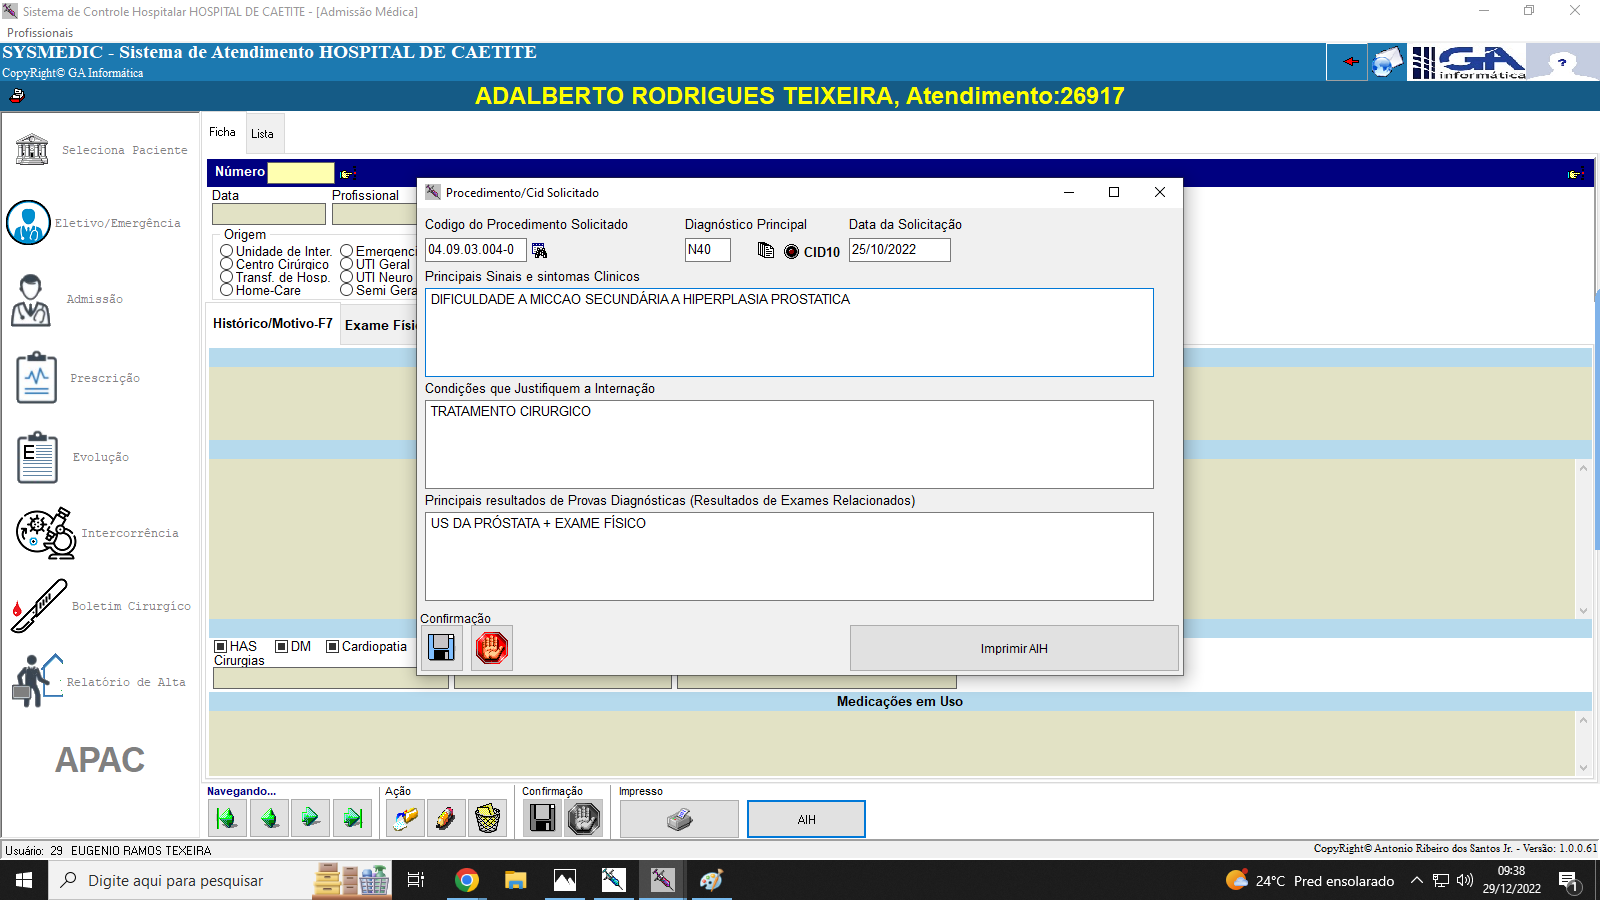 Sistema de Controle Hospitalar HOSPITAL DE CAETITE - [Admissão Médica]
Profissionais
SYSMEDIC - Sistema de Atendimento HOSPITAL DE CAETITE
CopyRight© GA Informática
GA
informática
ADALBERTO RODRIGUES TEIXEIRA, Atendimento:26917
Seleciona Paciente
Eletivo/Emergência
Admissão
Prescrição
Evolução
Intercorrência
Boletim Cirurgíco
Relatório de Alta
APAC
Ficha
Lista
Número
Data
Profissional
Origem
Unidade de Inter.
Emergenci
Centro Cirúrgico
UTI Geral
Transf. de Hosp.
UTI Neuro
Home-Care
Semi Gera
Histórico/Motivo-F7
Exame Físi
Procedimento/Cid Solicitado
Codigo do Procedimento Solicitado
Diagnóstico Principal
Data da Solicitação
04.09.03.004-0
N40
CID10
25/10/2022
Principais Sinais e sintomas Clinicos
DIFICULDADE A MICCAO SECUNDÁRIA A HIPERPLASIA PROSTATICA
Condições que Justifiquem a Internação
TRATAMENTO CIRURGICO
Principais resultados de Provas Diagnósticas (Resultados de Exames Relacionados)
US DA PRÓSTATA + EXAME FÍSICO
Confirmação
Imprimir AIH
HAS
DM
Cardiopatia
Cirurgias
Medicações em Uso
Navegando...
Ação
Confirmação
Impresso
AIH
Usuário: 29 EUGENIO RAMOS TEXEIRA
CopyRight© Antonio Ribeiro dos Santos Jr. - Versão: 1.0.0.61
Digite aqui para pesquisar
24°C Pred ensolarado
09:38
29/12/2022
1